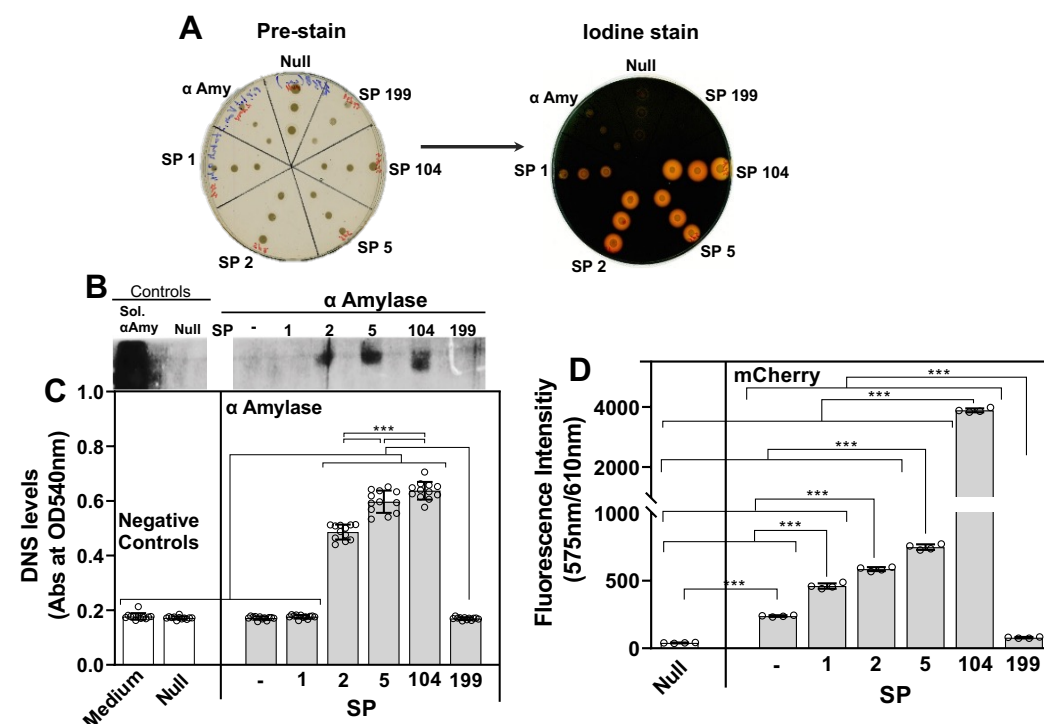 A
Pre-stain
Iodine stain
Null
α Amy
SP 199
SP 1
SP 104
SP 2
SP 5
Null
α Amy
SP 199
SP 1
SP 104
SP 2
SP 5
B
Controls
α Amylase
Sol.
αAmy Null SP - 1 2 5 104 199
C
α Amylase
***
Negative
Controls
DNS levels
(Abs at OD540nm)
1.0
0.8
0.6
0.4
0.2
0.0
Medium Null - 1 2 5 104 199
SP
D
mCherry
***
***
***
***
***
***
Fluorescence Intensitiy
(575nm/610nm)
4000
2000
1000
500
0
Null - 1 2 5 104 199
SP